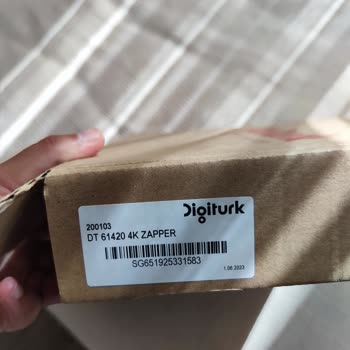 Digiturk
200103
DT 61420 4K ZAPPER
SG651925331583
1.06.2023